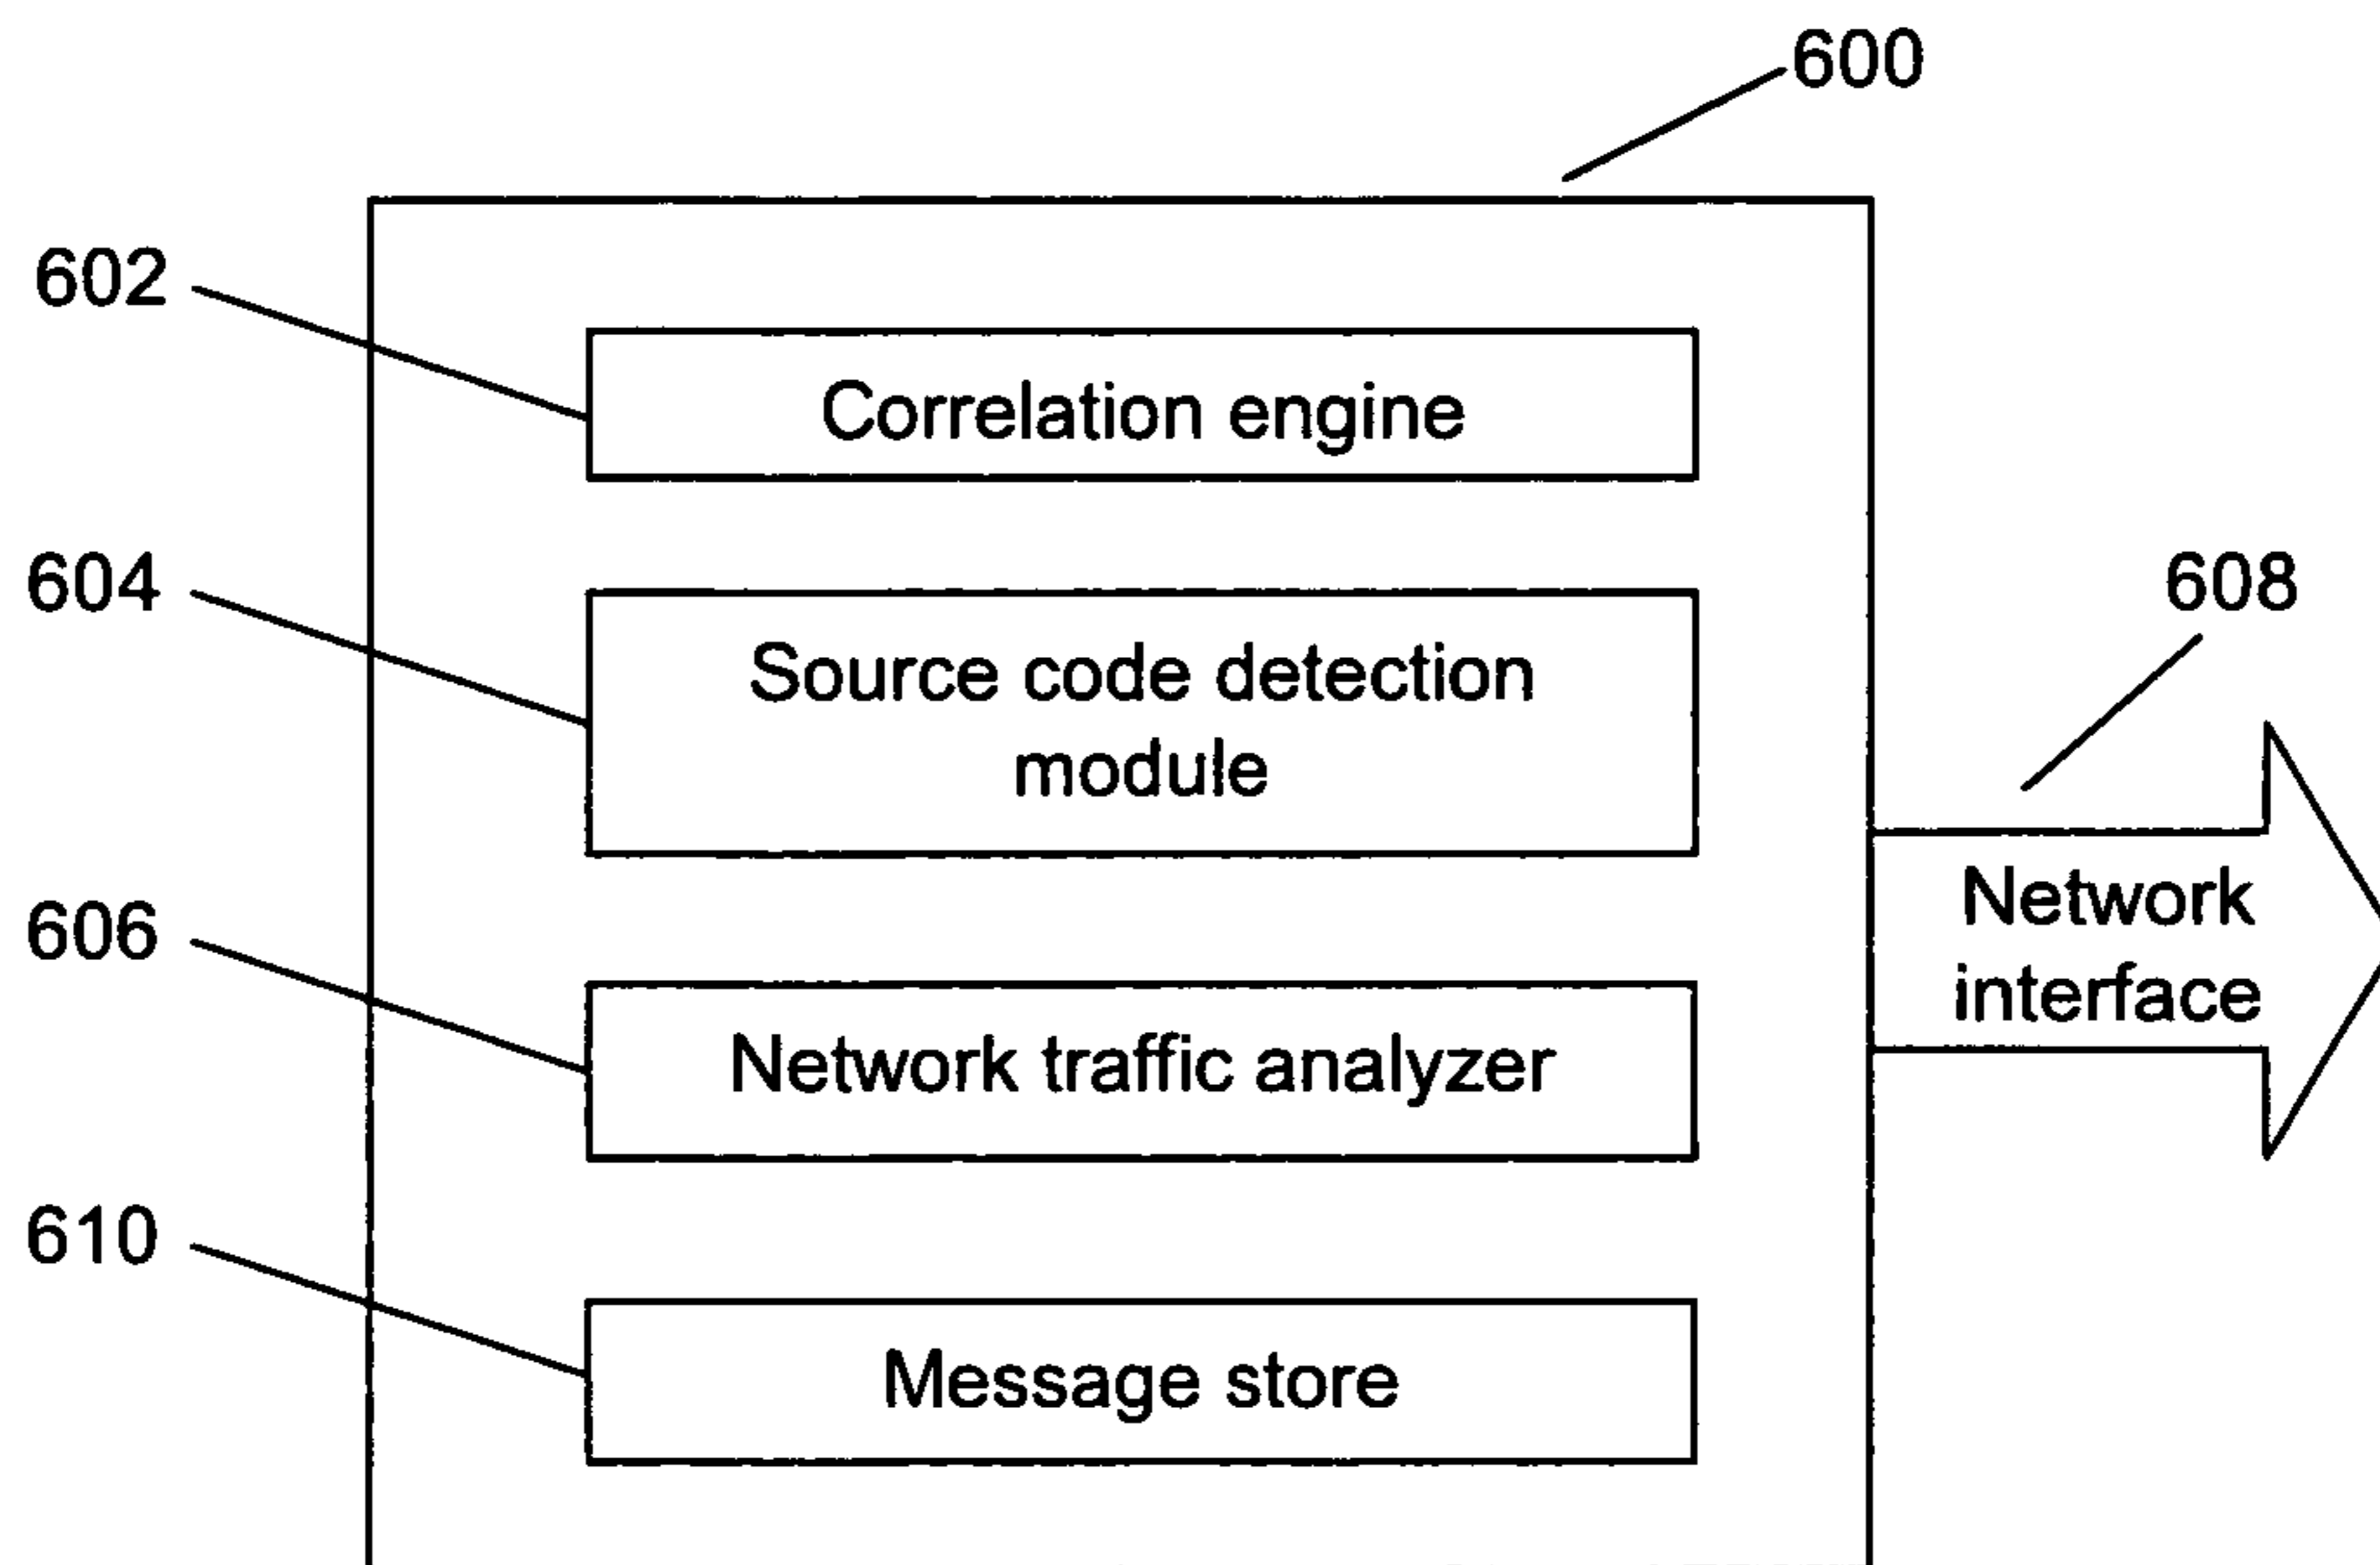 600
602
Correlation engine
604
Source code detection
module
608
Network
interface
606
Network traffic analyzer
610
Message store